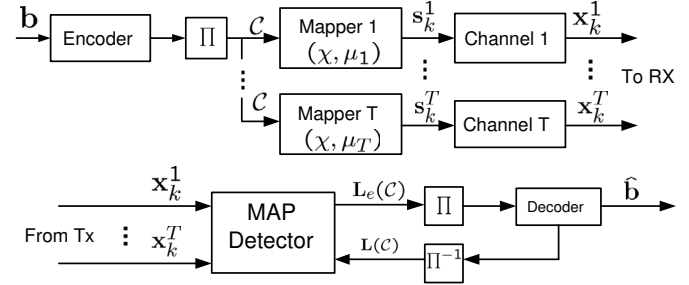 b
Encoder
Π
𝒞
Mapper 1
(χ, μ₁)
s¹ₖ
Channel 1
x¹ₖ
⋮
⋮
⋮
To RX
𝒞
Mapper T
(χ, μ_T)
sᵀₖ
Channel T
xᵀₖ
x¹ₖ
From Tx
⋮
xᵀₖ
MAP
Detector
Lₑ(𝒞)
Π
Decoder
b̂
L(𝒞)
Π⁻¹